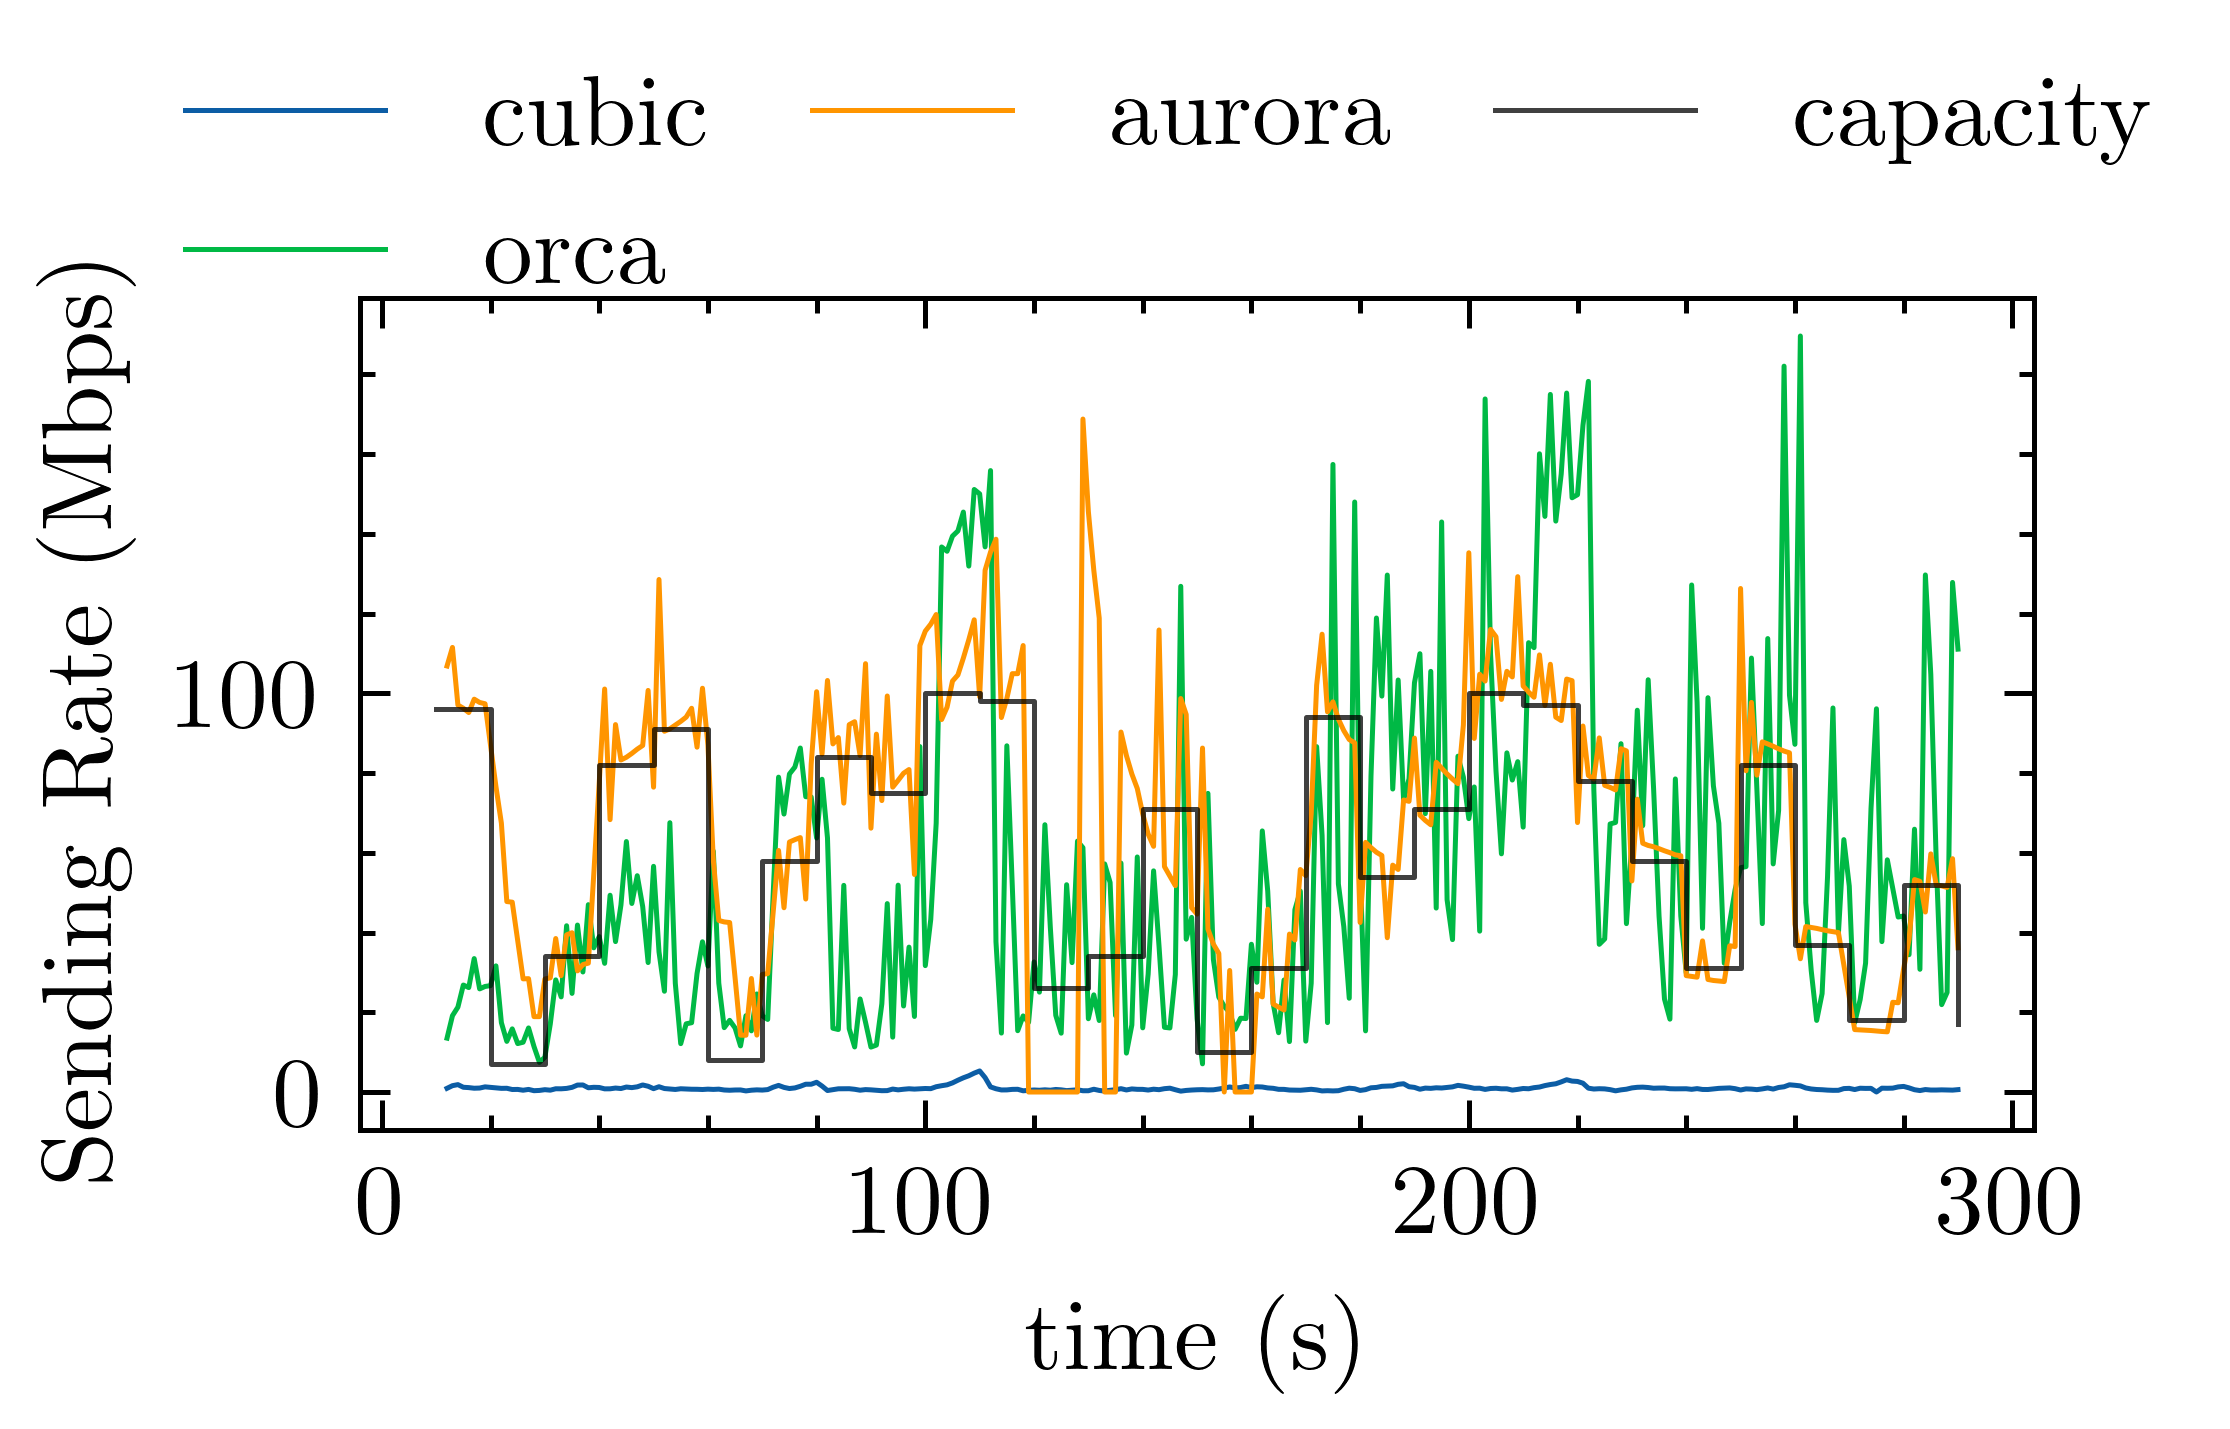 cubic
aurora
capacity
orca
Sending Rate (Mbps)
100
0
0
100
200
300
time (s)